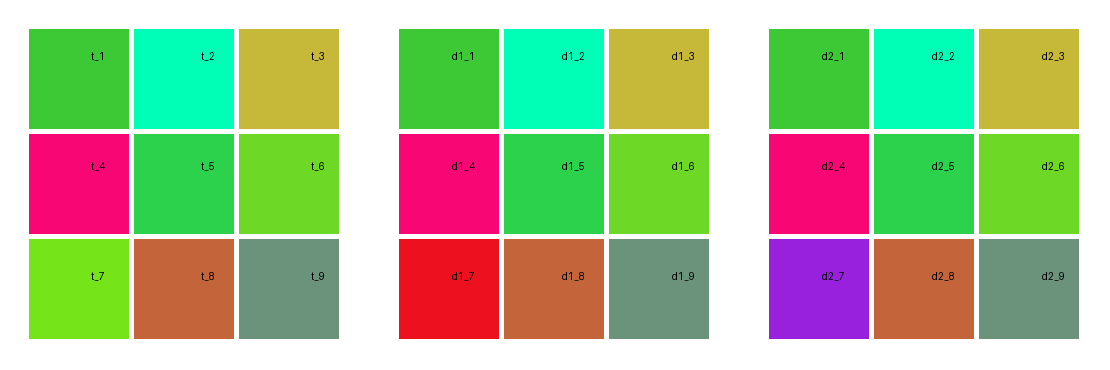 t_1 t_2 t_3 d1_1 d1_2 d1_3 d2_1 d2_2 d2_3
t_4 t_5 t_6 d1_4 d1_5 d1_6 d2_4 d2_5 d2_6
t_7 t_8 t_9 d1_7 d1_8 d1_9 d2_7 d2_8 d2_9